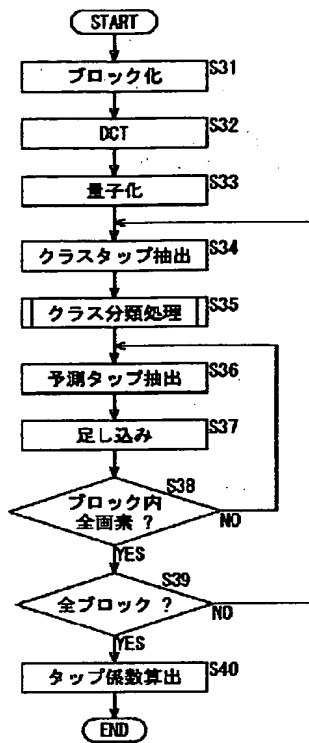 START
ブロック化
S31
DCT
S32
量子化
S33
クラスタップ抽出
S34
クラス分類処理
S35
予測タップ抽出
S36
足し込み
S37
S38
ブロック内
全画素 ?
NO
YES
S39
全ブロック ?
NO
YES
タップ係数算出
S40
END